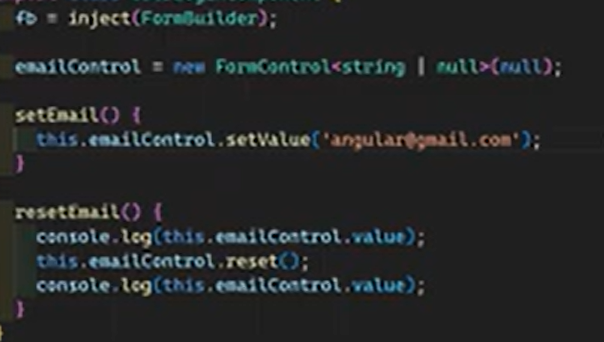 fb = inject(FormBuilder);
emailControl = new FormControl<string | null>(null);
setEmail() {
this.emailControl.setValue('angular@gmail.com');
}
resetEmail() {
console.log(this.emailControl.value);
this.emailControl.reset();
console.log(this.emailControl.value);
}
}